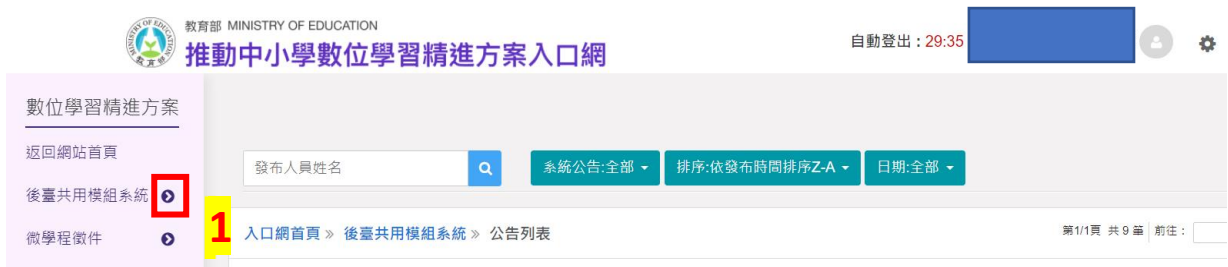 教育部 MINISTRY OF EDUCATION
推動中小學數位學習精進方案入口網
自動登出：29:35
數位學習精進方案
返回網站首頁
後臺共用模組系統
微學程徵件
發布人員姓名
系統公告:全部
排序:依發布時間排序Z-A
日期:全部
1
入口網首頁 » 後臺共用模組系統 » 公告列表
第1/1頁 共 9 筆 前往：